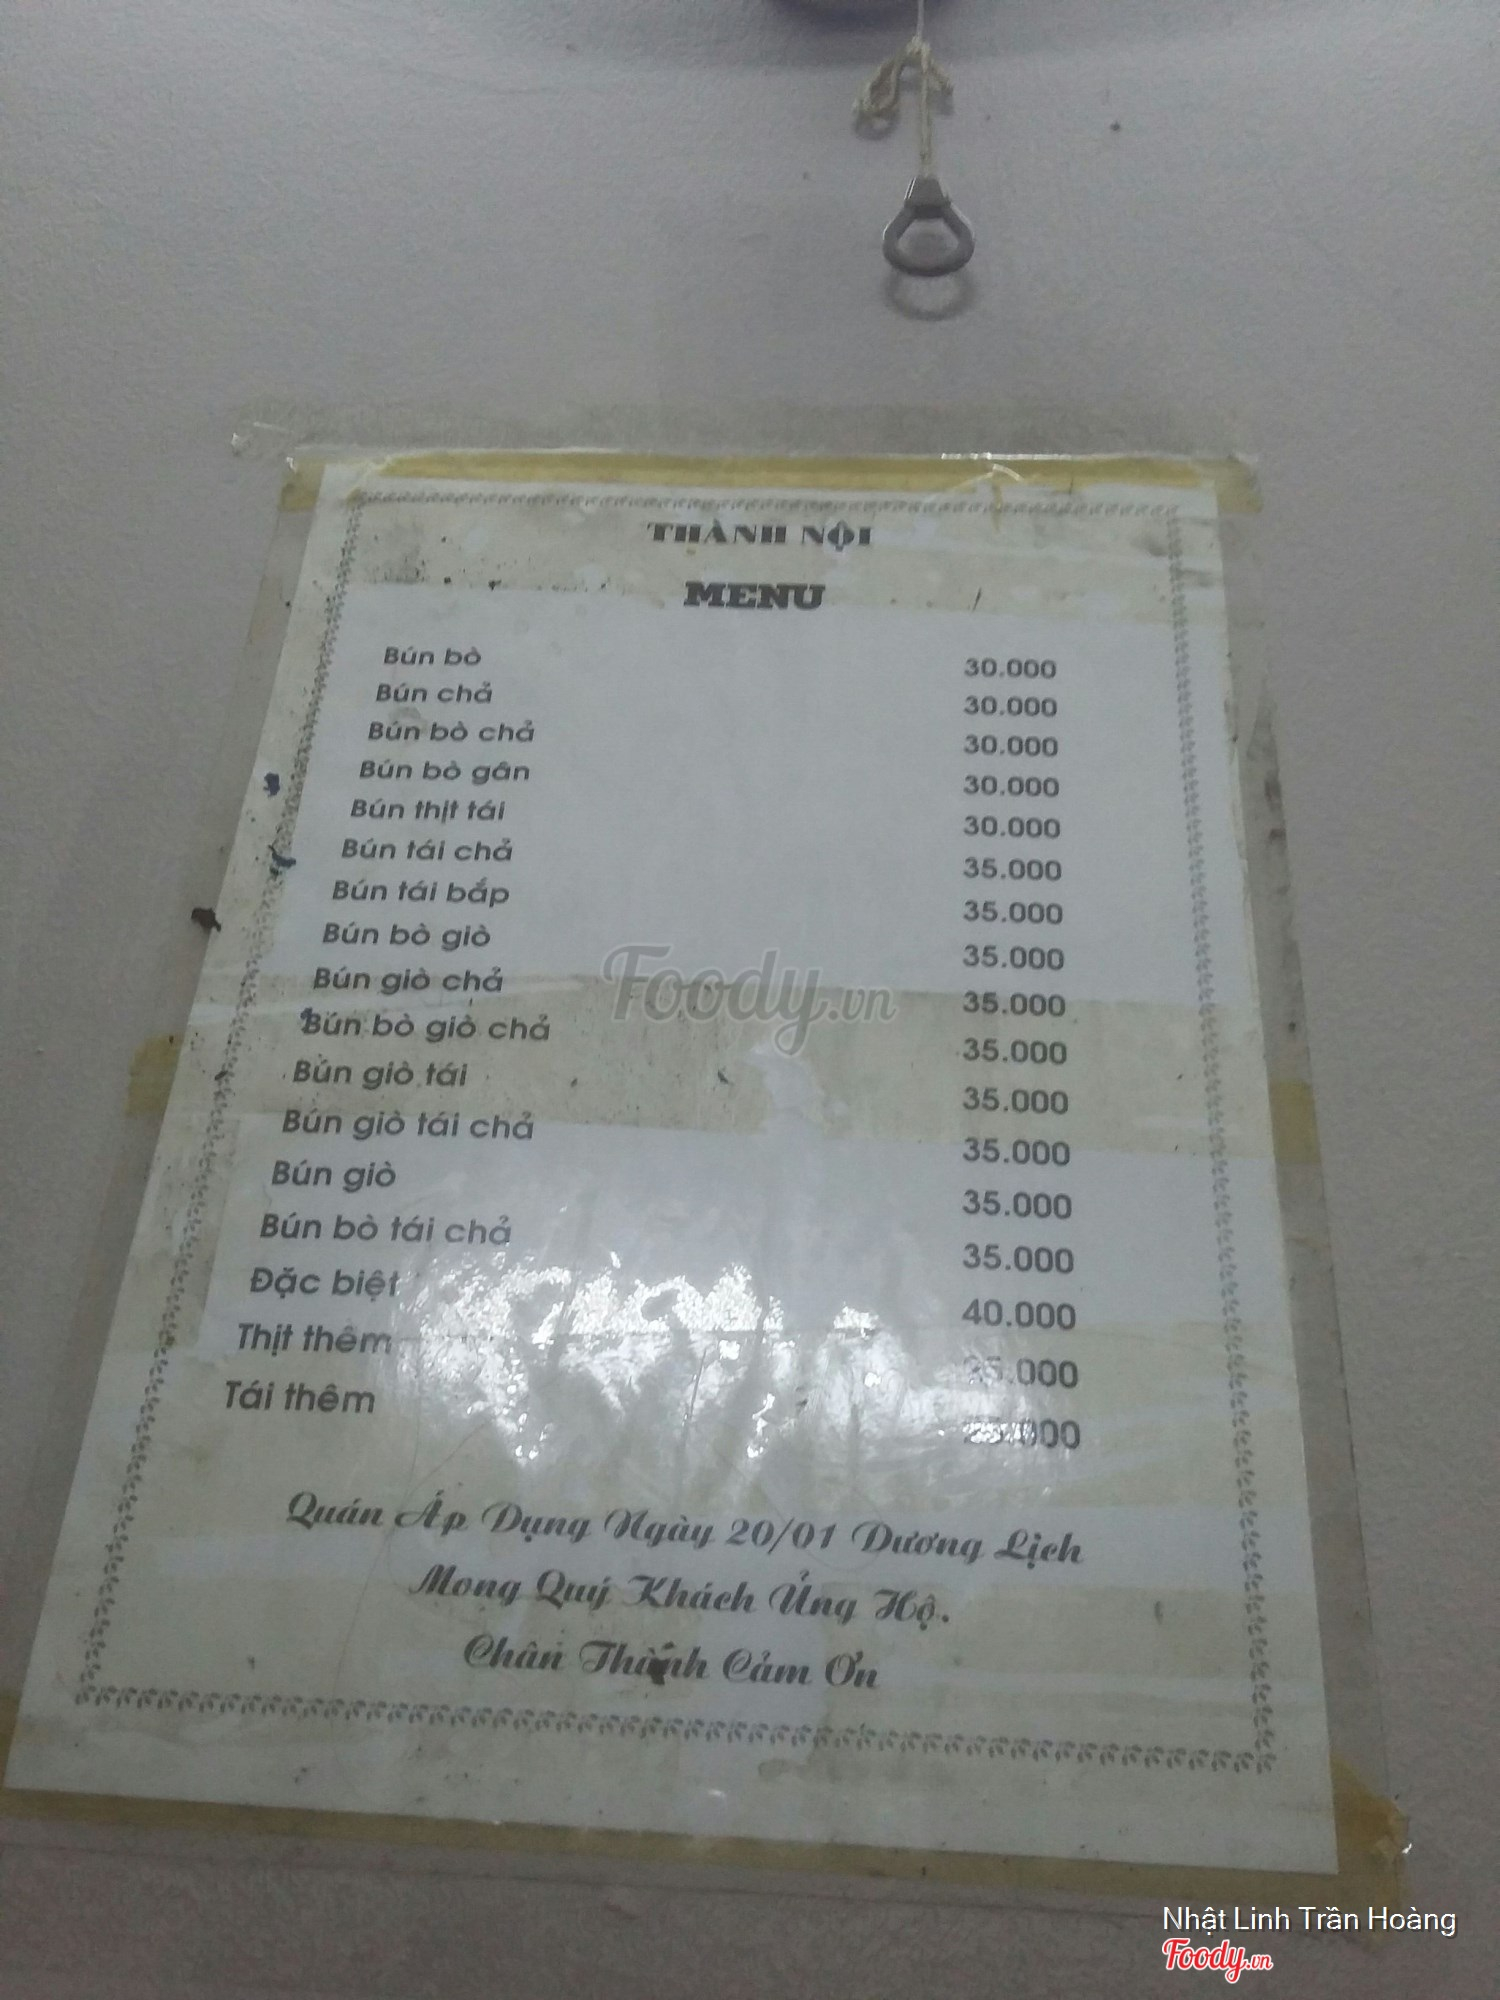 THÀNH NỘI
MENU
Bún bò 30.000
Bún chả 30.000
Bún bò chả 30.000
Bún bò gân 30.000
Bún thịt tái 30.000
Bún tái chả 35.000
Bún tái bắp 35.000
Bún bò giò 35.000
Bún giò chả 35.000
Bún bò giò chả 35.000
Bún giò tái 35.000
Bún giò tái chả 35.000
Bún giò 35.000
Bún bò tái chả 35.000
Đặc biệt 40.000
Thịt thêm
Tái thêm
Quán Áp Dụng Ngày 20/01 Dương Lịch
Mong Quý Khách Ủng Hộ.
Chân Thành Cảm Ơn
Foody.vn
Nhật Linh Trần Hoàng
Foody.vn